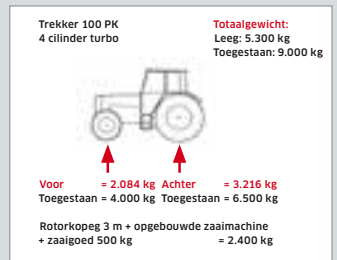 Trekker 100 PK
4 cilinder turbo
Totaalgewicht:
Leeg: 5.300 kg
Toegestaan: 9.000 kg
Voor = 2.084 kg Achter = 3.216 kg
Toegestaan = 4.000 kg Toegestaan = 6.500 kg
Rotorkopeg 3 m + opgebouwde zaaimachine
+ zaaigoed 500 kg = 2.400 kg